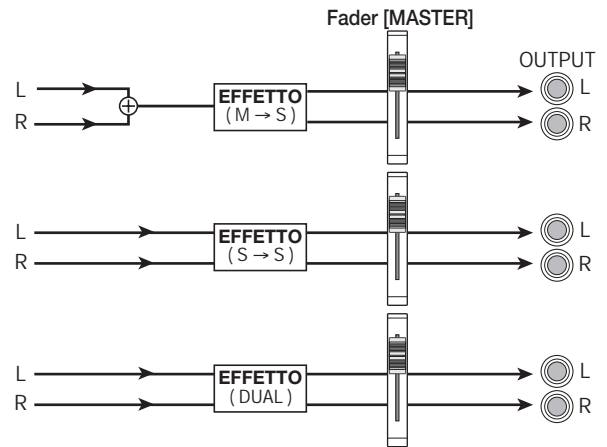 Fader [MASTER]
OUTPUT
L
R
EFFETTO
( M → S )
L
R
L
R
EFFETTO
( S → S )
L
R
L
R
EFFETTO
( DUAL )
L
R